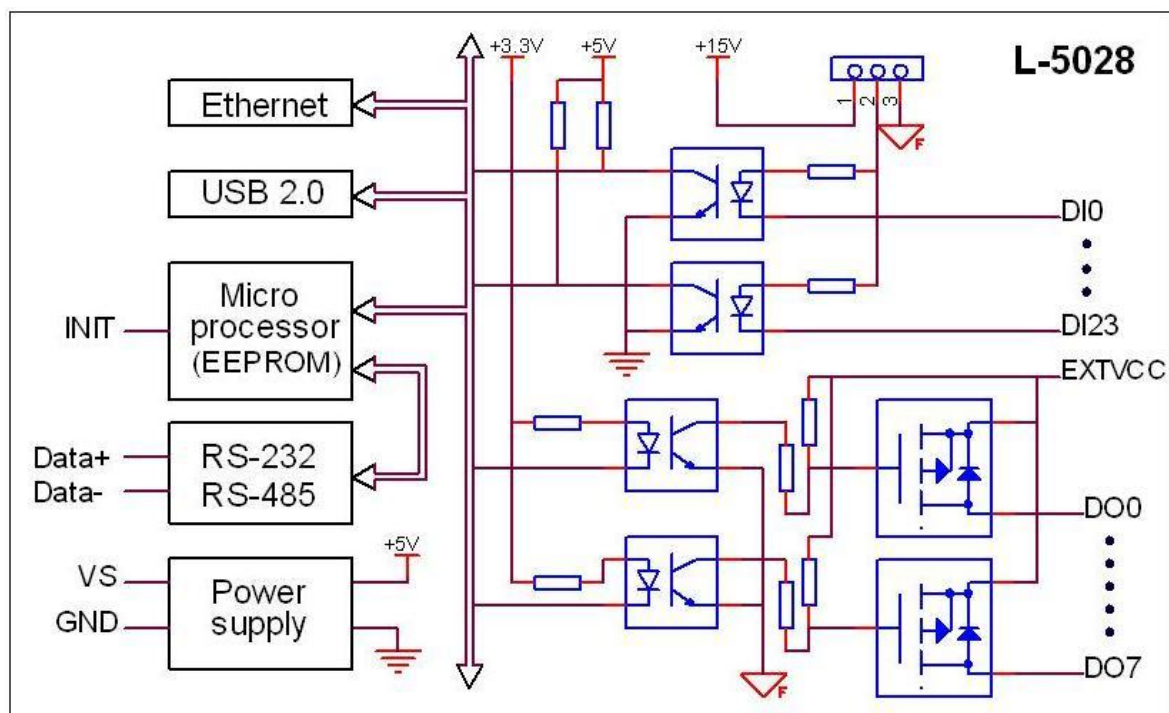 L-5028
+3.3V
+5V
+15V
1
2
3
F
Ethernet
USB 2.0
DI0
Micro
processor
(EEPROM)
INIT
DI23
EXTVCC
Data+
Data-
RS-232
RS-485
DO0
+5V
VS
GND
Power
supply
DO7
F